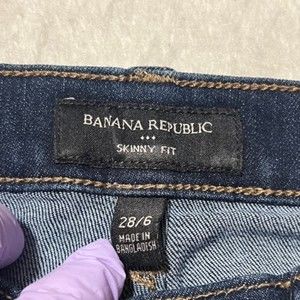 BANANA REPUBLIC
SKINNY FIT
28/6
MADE IN
BANGLADESH